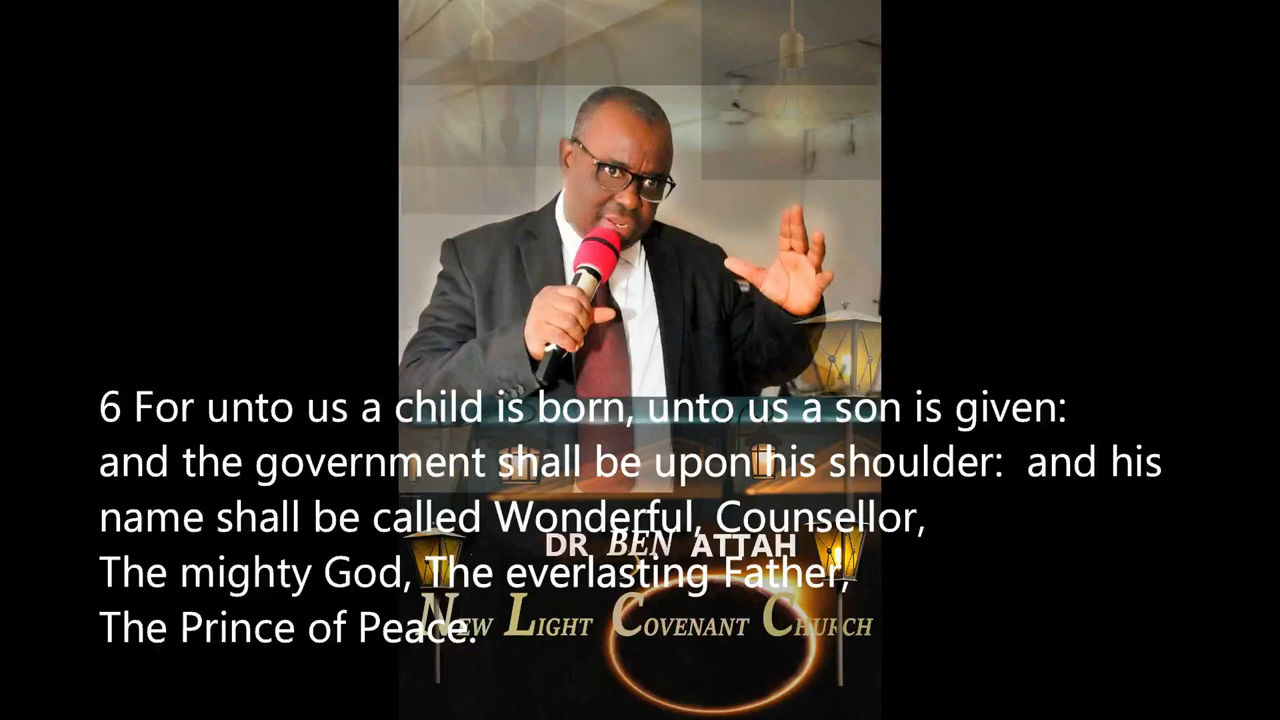 6 For unto us a child is born, unto us a son is given:
and the government shall be upon his shoulder:  and his
name shall be called Wonderful, Counsellor,
DR BEN ATTAH
The mighty God, The everlasting Father,
The Prince of Peace.
NEW LIGHT COVENANT CHURCH